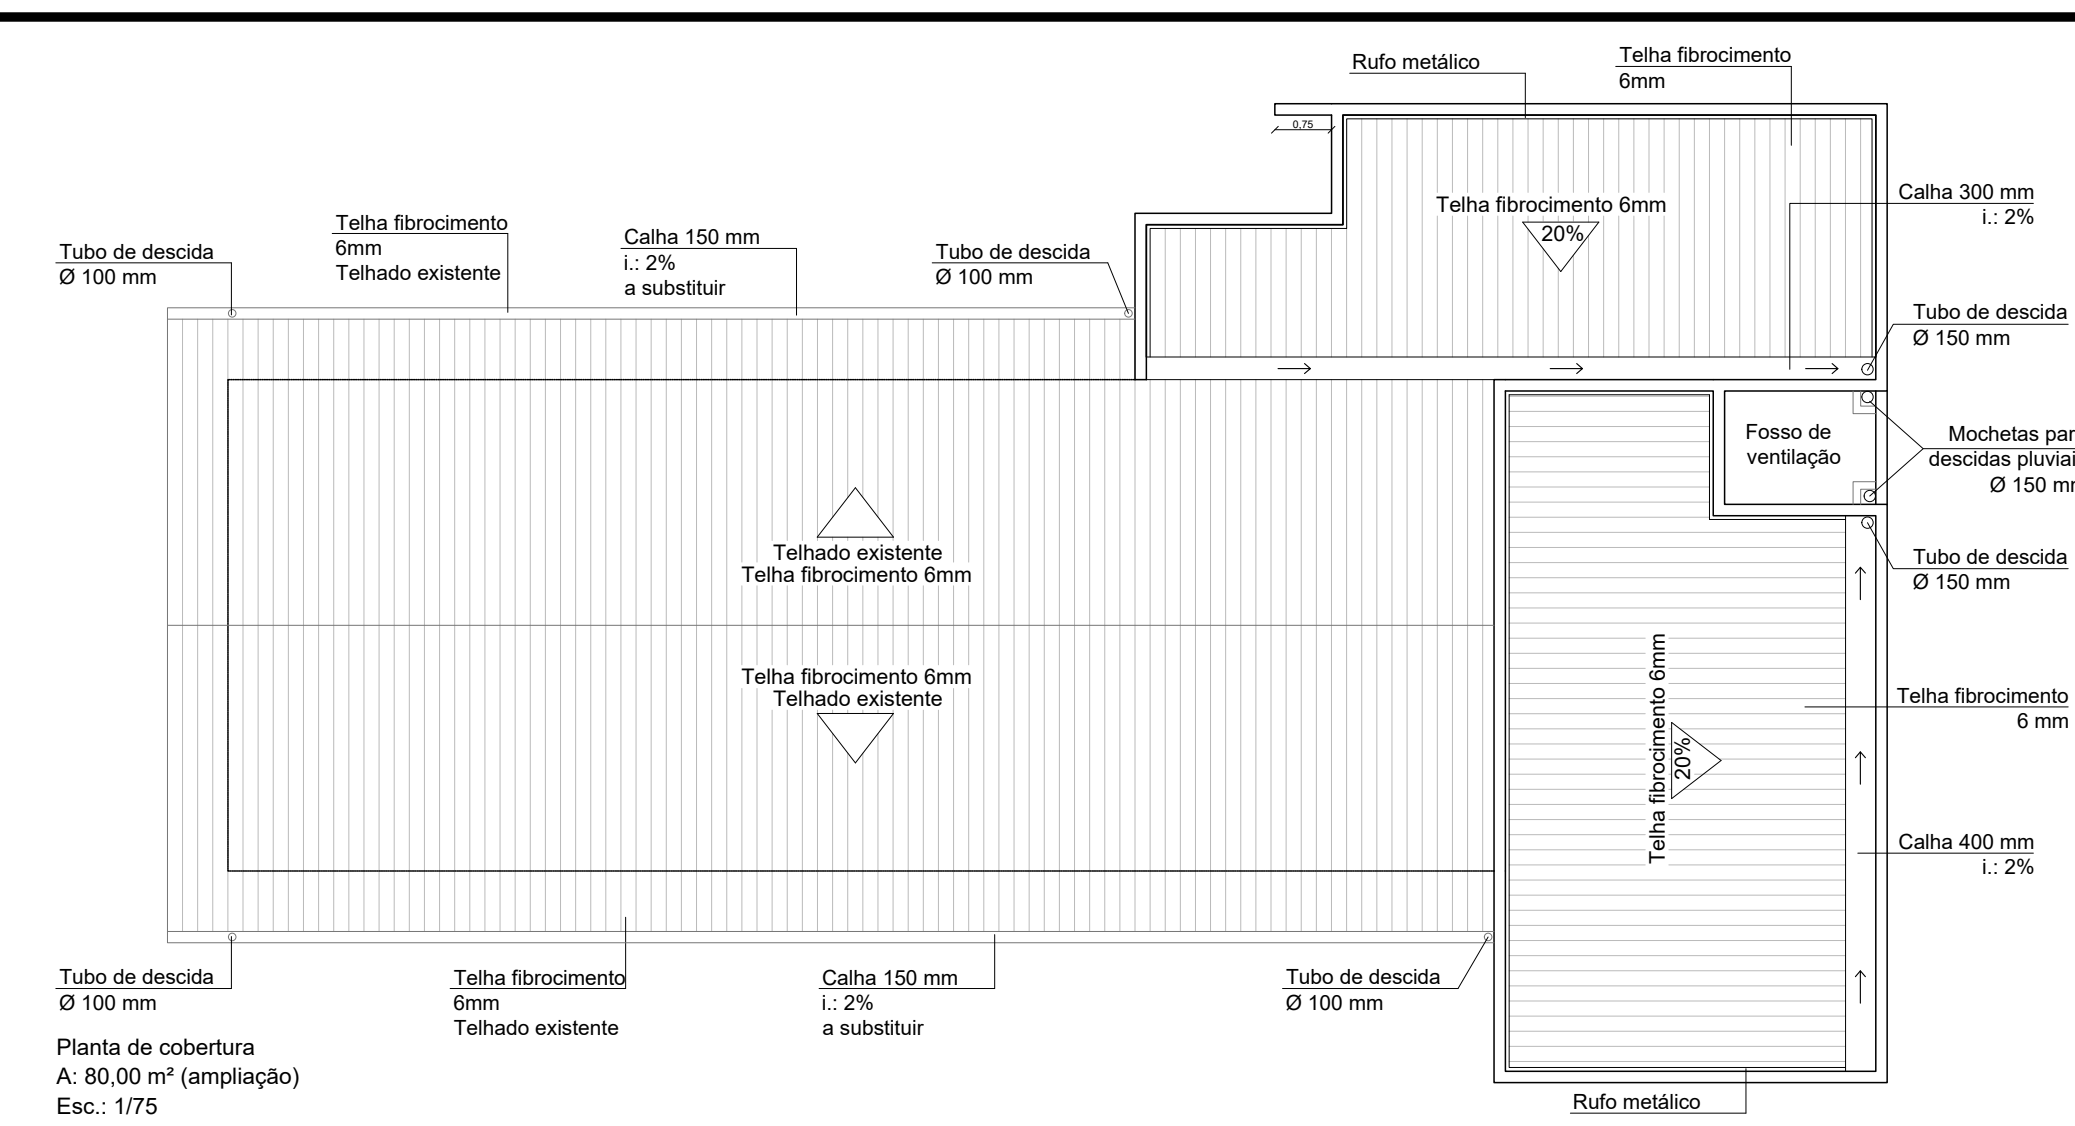 Rufo metálico
Telha fibrocimento
6mm
0,75
Calha 300 mm
i.: 2%
Telha fibrocimento 6mm
20%
Telha fibrocimento
6mm
Telhado existente
Calha 150 mm
i.: 2%
a substituir
Tubo de descida
Ø 100 mm
Tubo de descida
Ø 100 mm
Tubo de descida
Ø 150 mm
Fosso de
ventilação
Mochetas par
descidas pluviai
Ø 150 m
Telhado existente
Telha fibrocimento 6mm
Tubo de descida
Ø 150 mm
Telha fibrocimento 6mm
Telhado existente
Telha fibrocimento 6mm
20%
Telha fibrocimento
6 mm
Calha 400 mm
i.: 2%
Tubo de descida
Ø 100 mm
Telha fibrocimento
6mm
Telhado existente
Calha 150 mm
i.: 2%
a substituir
Tubo de descida
Ø 100 mm
Planta de cobertura
A: 80,00 m² (ampliação)
Esc.: 1/75
Rufo metálico